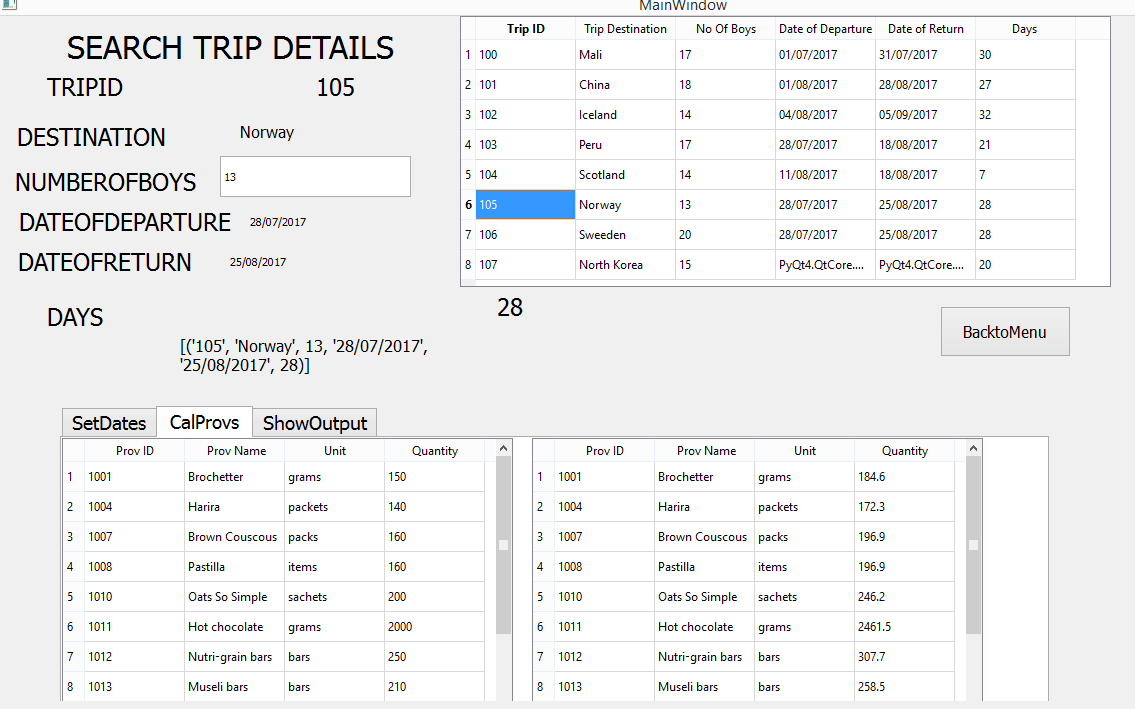 MainWindow
SEARCH TRIP DETAILS
TRIPID 105
DESTINATION Norway
NUMBEROFBOYS 13
DATEOFDEPARTURE 28/07/2017
DATEOFRETURN 25/08/2017
DAYS 28
[('105', 'Norway', 13, '28/07/2017',
'25/08/2017', 28)]
Trip ID Trip Destination No Of Boys Date of Departure Date of Return Days
1 100 Mali 17 01/07/2017 31/07/2017 30
2 101 China 18 01/08/2017 28/08/2017 27
3 102 Iceland 14 04/08/2017 05/09/2017 32
4 103 Peru 17 28/07/2017 18/08/2017 21
5 104 Scotland 14 11/08/2017 18/08/2017 7
6 105 Norway 13 28/07/2017 25/08/2017 28
7 106 Sweeden 20 28/07/2017 25/08/2017 28
8 107 North Korea 15 PyQt4.QtCore.... PyQt4.QtCore.... 20
BacktoMenu
SetDates CalProvs ShowOutput
Prov ID Prov Name Unit Quantity
1 1001 Brochetter grams 150
2 1004 Harira packets 140
3 1007 Brown Couscous packs 160
4 1008 Pastilla items 160
5 1010 Oats So Simple sachets 200
6 1011 Hot chocolate grams 2000
7 1012 Nutri-grain bars bars 250
8 1013 Museli bars bars 210
Prov ID Prov Name Unit Quantity
1 1001 Brochetter grams 184.6
2 1004 Harira packets 172.3
3 1007 Brown Couscous packs 196.9
4 1008 Pastilla items 196.9
5 1010 Oats So Simple sachets 246.2
6 1011 Hot chocolate grams 2461.5
7 1012 Nutri-grain bars bars 307.7
8 1013 Museli bars bars 258.5